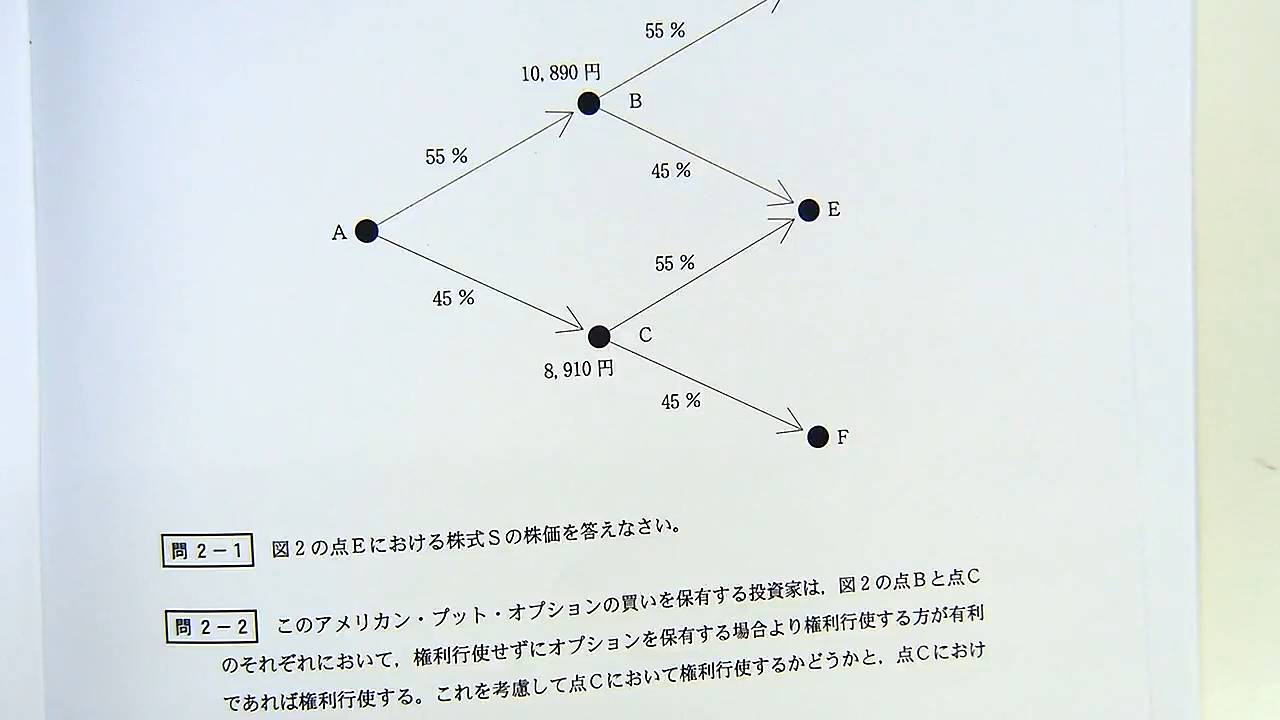 55 %
10,890 円
B
55 %
45 %
A
E
45 %
55 %
C
8,910 円
45 %
F
問 2－1 図2の点Eにおける株式Sの株価を答えなさい。
問 2－2 このアメリカン・プット・オプションの買いを保有する投資家は，図2の点Bと点C
のそれぞれにおいて，権利行使せずにオプションを保有する場合より権利行使する方が有利
であれば権利行使する。これを考慮して点Cにおいて権利行使するかどうかと，点Cにおけ